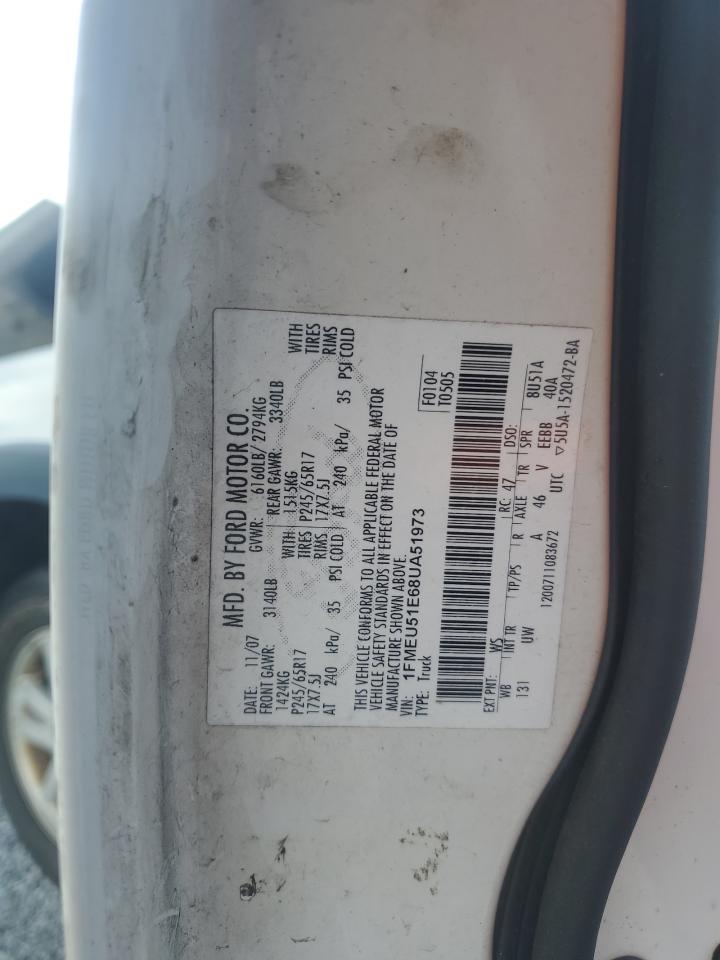 MFD. BY FORD MOTOR CO.
DATE: 11/07 GVWR: 6160LB/ 2794KG
FRONT GAWR: 3140LB REAR GAWR: 3340LB
1424KG WITH 1515KG WITH
P245/65R17 TIRES P245/65R17 TIRES
17X7.5J RIMS 17X7.5J RIMS
AT 240 kPa/ 35 PSI COLD AT 240 kPa/ 35 PSI COLD
THIS VEHICLE CONFORMS TO ALL APPLICABLE FEDERAL MOTOR
VEHICLE SAFETY STANDARDS IN EFFECT ON THE DATE OF
MANUFACTURE SHOWN ABOVE.
VIN: 1FMEU51E68UA51973
TYPE: Truck
F0104
T0505
EXT PNT: WS RC: 47 DSO:
WB INT TR TP/PS R AXLE TR SPR 8U51A
131 UW A 46 V EEBB 40A
1200711083672 UTC ▽5U5A-1520472-BA